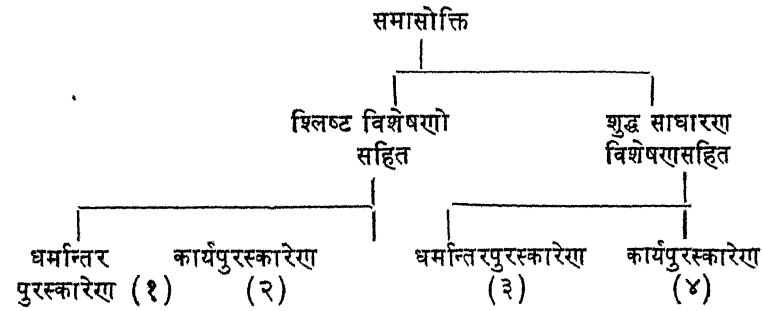 समासोक्ति
श्लिष्ट विशेषणो शुद्ध साधारण
सहित विशेषणसहित
धर्मान्तर कार्यपुरस्कारेण धर्मान्तरपुरस्कारेण कार्यपुरस्कारेण
पुरस्कारेण (१) (२) (३) (४)